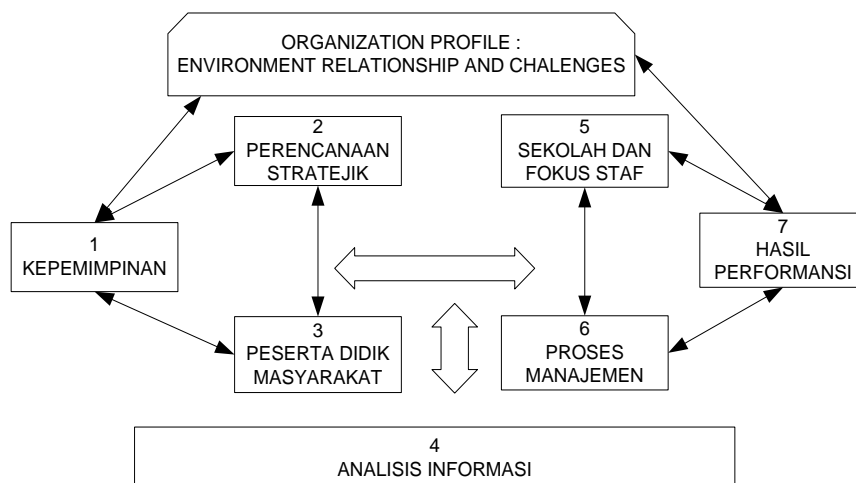 ORGANIZATION PROFILE :
ENVIRONMENT RELATIONSHIP AND CHALENGES
2
PERENCANAAN
STRATEJIK
5
SEKOLAH DAN
FOKUS STAF
1
KEPEMIMPINAN
7
HASIL
PERFORMANSI
3
PESERTA DIDIK
MASYARAKAT
6
PROSES
MANAJEMEN
4
ANALISIS INFORMASI